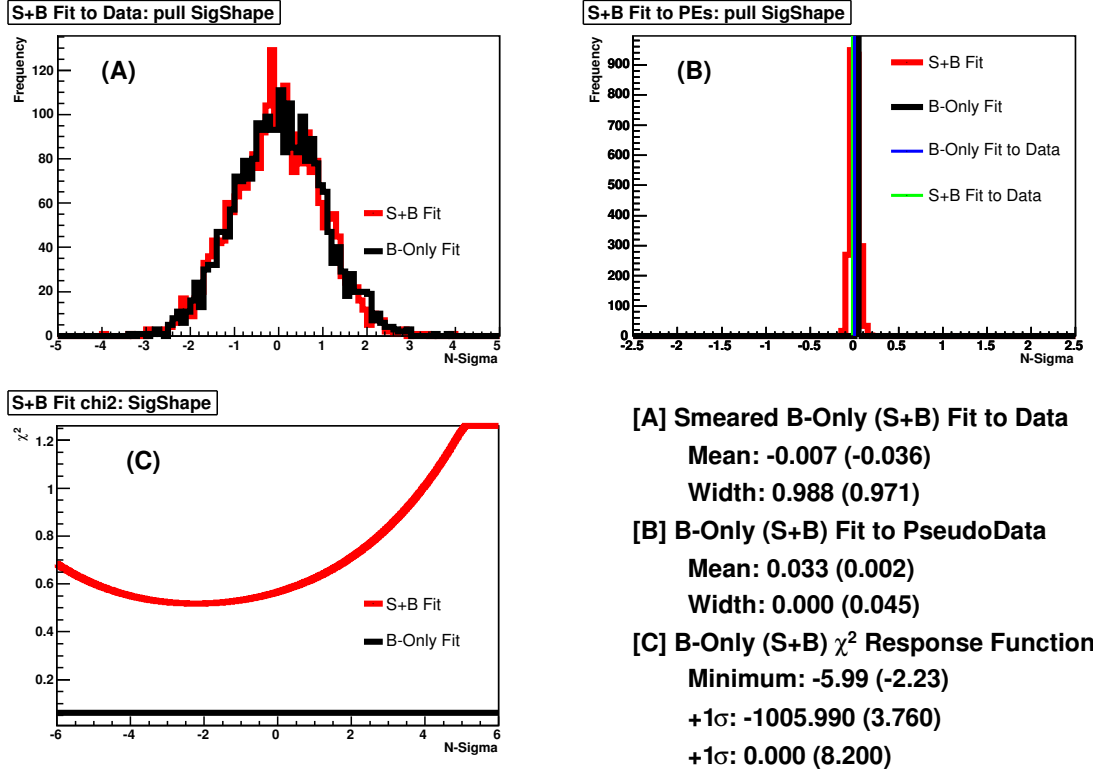 S+B Fit to Data: pull SigShape
Frequency
120
100
80
60
40
20
0
(A)
S+B Fit
B-Only Fit
-5 -4 -3 -2 -1 0 1 2 3 4 5
N-Sigma
S+B Fit to PEs: pull SigShape
Frequency
900
800
700
600
500
400
300
200
100
0
(B)
S+B Fit
B-Only Fit
B-Only Fit to Data
S+B Fit to Data
-2.5 -2 -1.5 -1 -0.5 0 0.5 1 1.5 2 2.5
N-Sigma
S+B Fit chi2: SigShape
χ²
1.2
1
0.8
0.6
0.4
0.2
(C)
S+B Fit
B-Only Fit
-6 -4 -2 0 2 4 6
N-Sigma
[A] Smeared B-Only (S+B) Fit to Data
Mean: -0.007 (-0.036)
Width: 0.988 (0.971)
[B] B-Only (S+B) Fit to PseudoData
Mean: 0.033 (0.002)
Width: 0.000 (0.045)
[C] B-Only (S+B) χ² Response Function
Minimum: -5.99 (-2.23)
+1σ: -1005.990 (3.760)
+1σ: 0.000 (8.200)